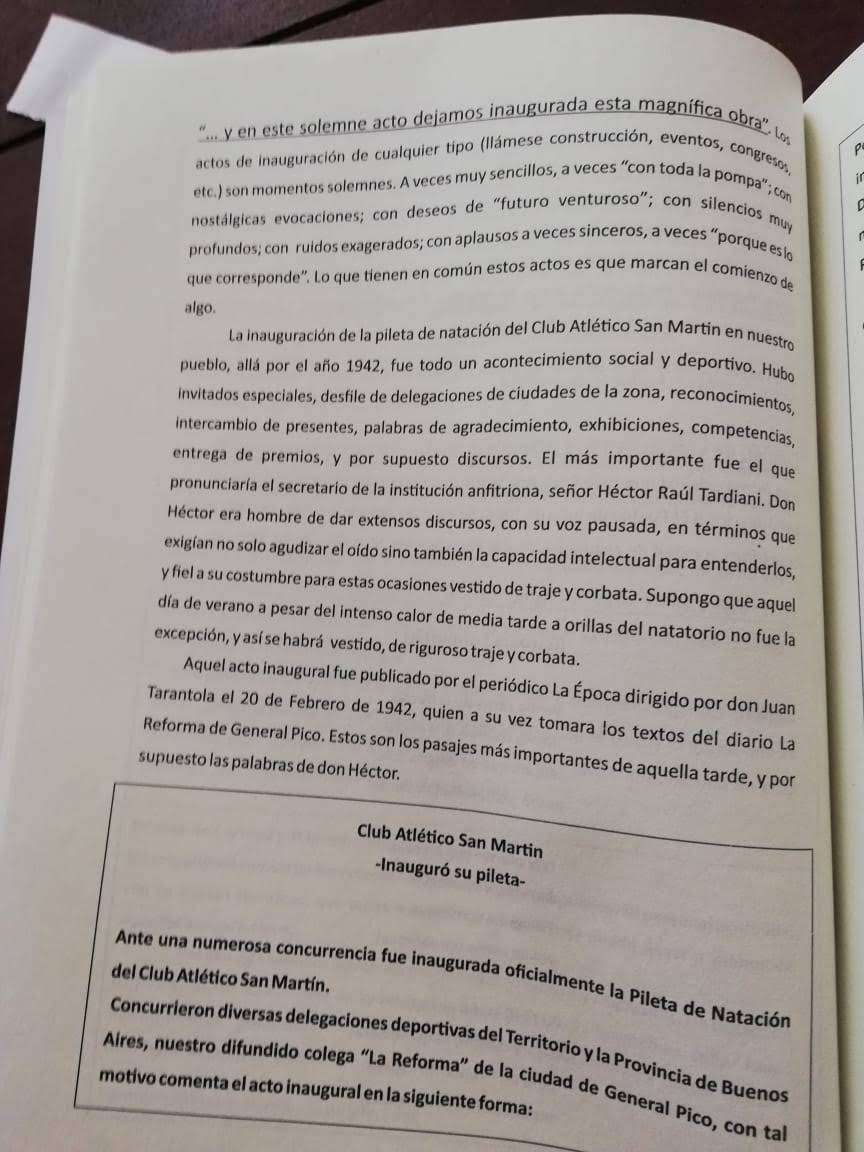 "... y en este solemne acto dejamos inaugurada esta magnífica obra". Los
actos de inauguración de cualquier tipo (llámese construcción, eventos, congresos,
etc.) son momentos solemnes. A veces muy sencillos, a veces "con toda la pompa"; con
nostálgicas evocaciones; con deseos de "futuro venturoso"; con silencios muy
profundos; con ruidos exagerados; con aplausos a veces sinceros, a veces "porque es lo
que corresponde". Lo que tienen en común estos actos es que marcan el comienzo de
algo.
La inauguración de la pileta de natación del Club Atlético San Martin en nuestro
pueblo, allá por el año 1942, fue todo un acontecimiento social y deportivo. Hubo
invitados especiales, desfile de delegaciones de ciudades de la zona, reconocimientos,
intercambio de presentes, palabras de agradecimiento, exhibiciones, competencias,
entrega de premios, y por supuesto discursos. El más importante fue el que
pronunciaría el secretario de la institución anfitriona, señor Héctor Raúl Tardiani. Don
Héctor era hombre de dar extensos discursos, con su voz pausada, en términos que
exigían no solo agudizar el oído sino también la capacidad intelectual para entenderlos,
y fiel a su costumbre para estas ocasiones vestido de traje y corbata. Supongo que aquel
día de verano a pesar del intenso calor de media tarde a orillas del natatorio no fue la
excepción, y así se habrá vestido, de riguroso traje y corbata.
Aquel acto inaugural fue publicado por el periódico La Época dirigido por don Juan
Tarantola el 20 de Febrero de 1942, quien a su vez tomara los textos del diario La
Reforma de General Pico. Estos son los pasajes más importantes de aquella tarde, y por
supuesto las palabras de don Héctor.
Club Atlético San Martin
-Inauguró su pileta-
Ante una numerosa concurrencia fue inaugurada oficialmente la Pileta de Natación
del Club Atlético San Martín.
Concurrieron diversas delegaciones deportivas del Territorio y la Provincia de Buenos
Aires, nuestro difundido colega "La Reforma" de la ciudad de General Pico, con tal
motivo comenta el acto inaugural en la siguiente forma: